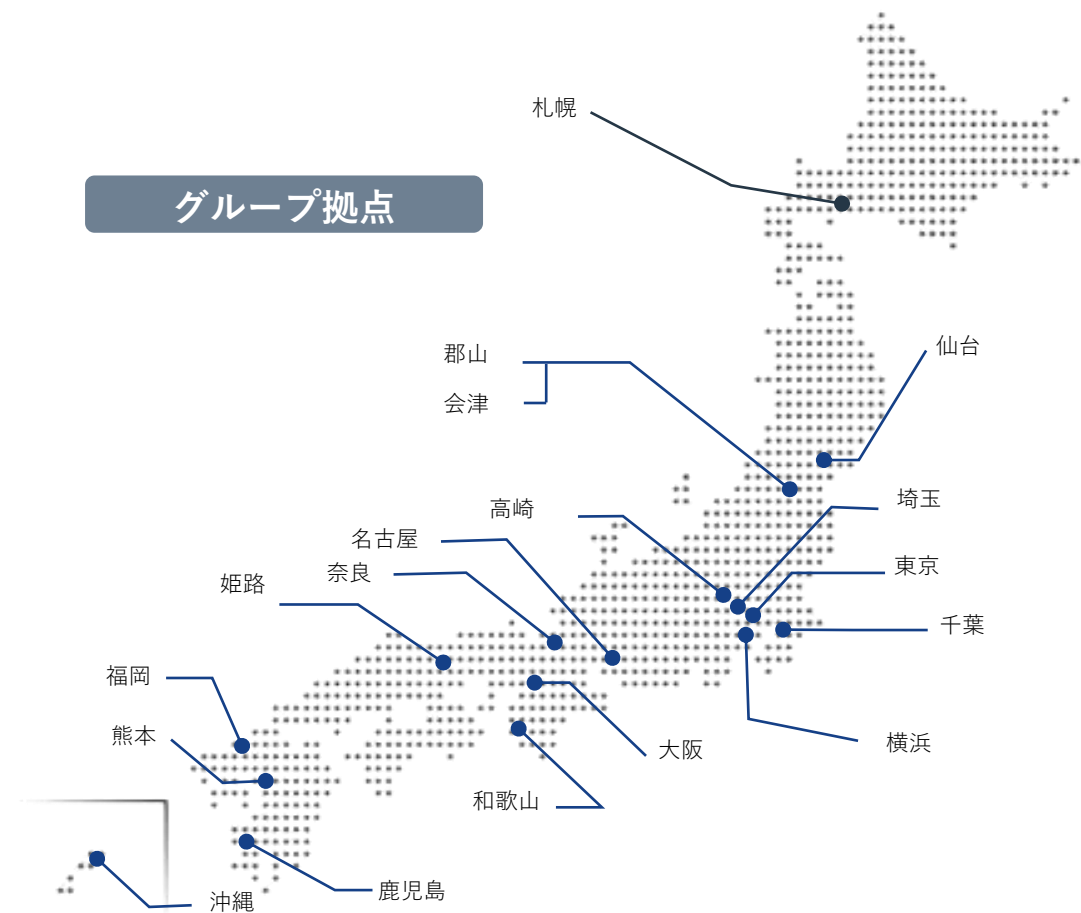 札幌
グループ拠点
仙台
郡山
会津
埼玉
高崎
名古屋
東京
奈良
姫路
千葉
福岡
熊本
横浜
大阪
和歌山
鹿児島
沖縄